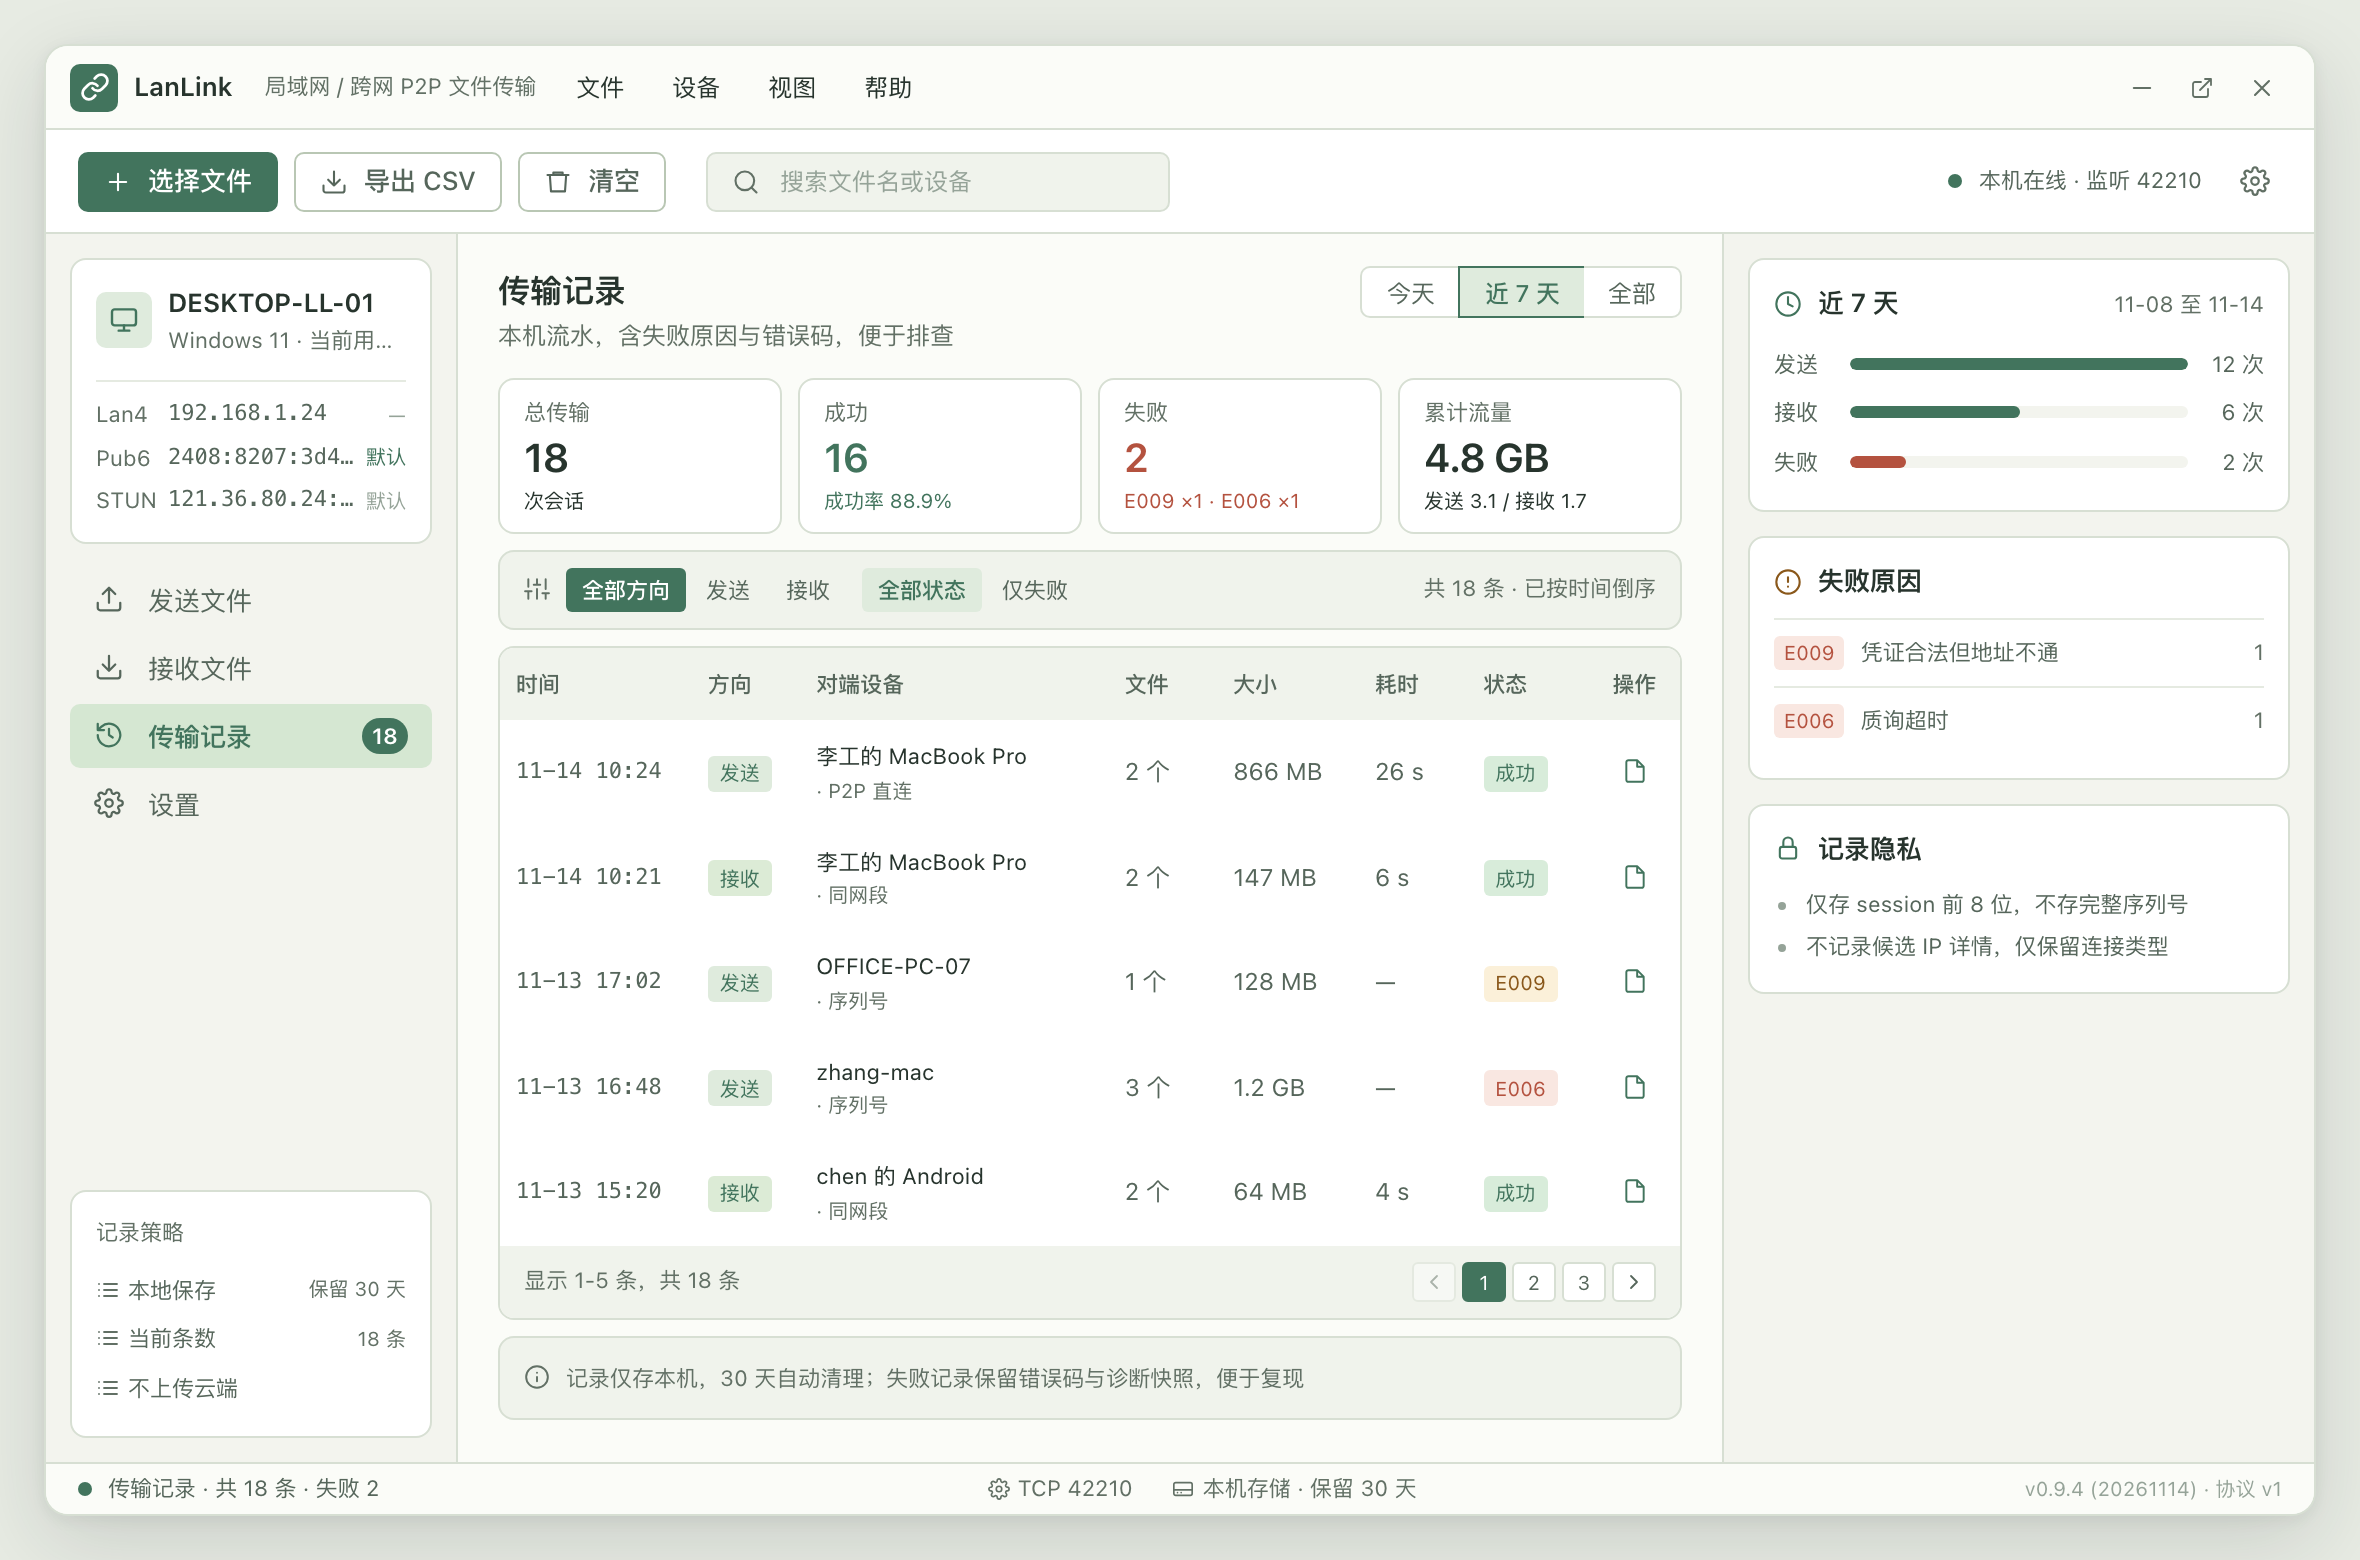 LanLink 局域网 / 跨网 P2P 文件传输 文件 设备 视图 帮助
选择文件 导出 CSV 清空 搜索文件名或设备 本机在线 · 监听 42210
DESKTOP-LL-01
Windows 11 · 当前用...
Lan4 192.168.1.24 —
Pub6 2408:8207:3d4... 默认
STUN 121.36.80.24:... 默认
发送文件
接收文件
传输记录 18
设置
记录策略
本地保存 保留 30 天
当前条数 18 条
不上传云端
传输记录
本机流水，含失败原因与错误码，便于排查
今天 近 7 天 全部
总传输
18
次会话
成功
16
成功率 88.9%
失败
2
E009 ×1 · E006 ×1
累计流量
4.8 GB
发送 3.1 / 接收 1.7
全部方向 发送 接收 全部状态 仅失败 共 18 条 · 已按时间倒序
时间 方向 对端设备 文件 大小 耗时 状态 操作
11-14 10:24 发送 李工的 MacBook Pro 2 个 866 MB 26 s 成功
· P2P 直连
11-14 10:21 接收 李工的 MacBook Pro 2 个 147 MB 6 s 成功
· 同网段
11-13 17:02 发送 OFFICE-PC-07 1 个 128 MB — E009
· 序列号
11-13 16:48 发送 zhang-mac 3 个 1.2 GB — E006
· 序列号
11-13 15:20 接收 chen 的 Android 2 个 64 MB 4 s 成功
· 同网段
显示 1-5 条，共 18 条 1 2 3
记录仅存本机，30 天自动清理；失败记录保留错误码与诊断快照，便于复现
近 7 天 11-08 至 11-14
发送 12 次
接收 6 次
失败 2 次
失败原因
E009 凭证合法但地址不通 1
E006 质询超时 1
记录隐私
仅存 session 前 8 位，不存完整序列号
不记录候选 IP 详情，仅保留连接类型
传输记录 · 共 18 条 · 失败 2 TCP 42210 本机存储 · 保留 30 天 v0.9.4 (20261114) · 协议 v1